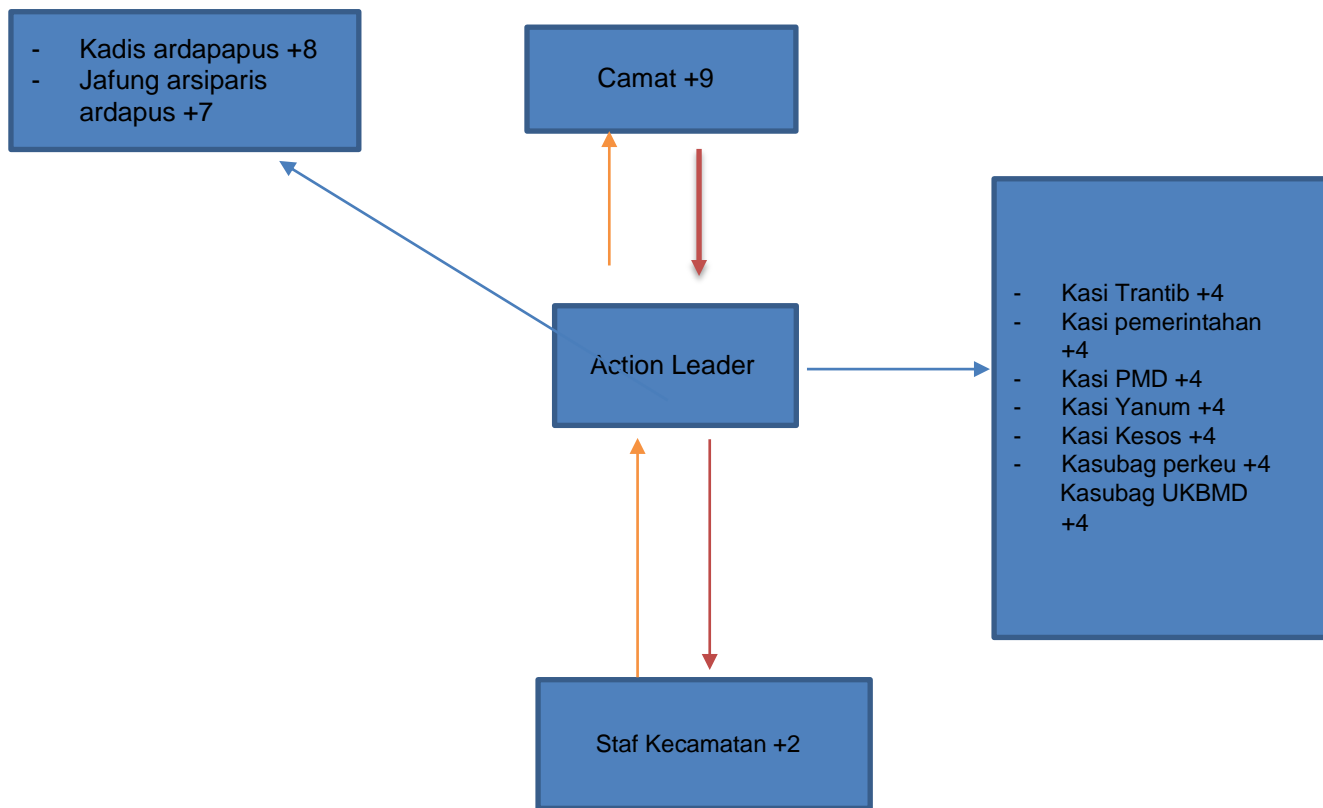 - Kadis ardapapus +8
- Jafung arsiparis
ardapus +7
Camat +9
- Kasi Trantib +4
- Kasi pemerintahan
+4
- Kasi PMD +4
- Kasi Yanum +4
- Kasi Kesos +4
- Kasubag perkeu +4
Kasubag UKBMD
+4
Action Leader
Staf Kecamatan +2